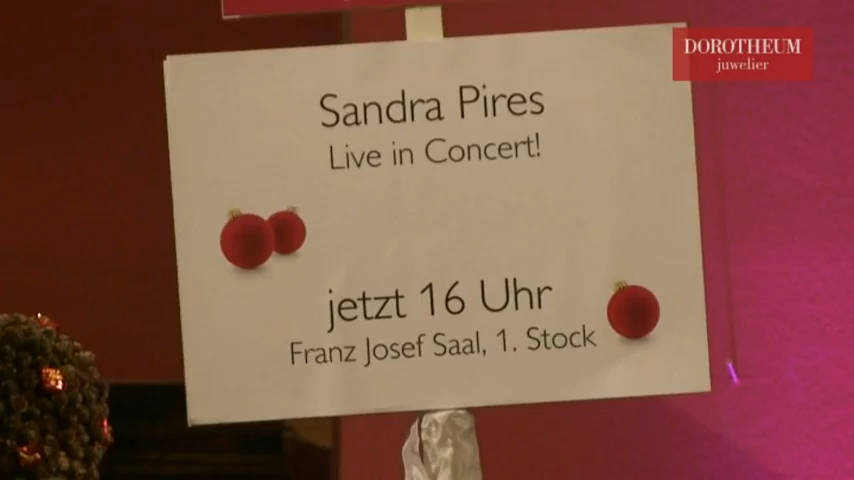 DOROTHEUM
juwelier
Sandra Pires
Live in Concert!
jetzt 16 Uhr
Franz Josef Saal, 1. Stock